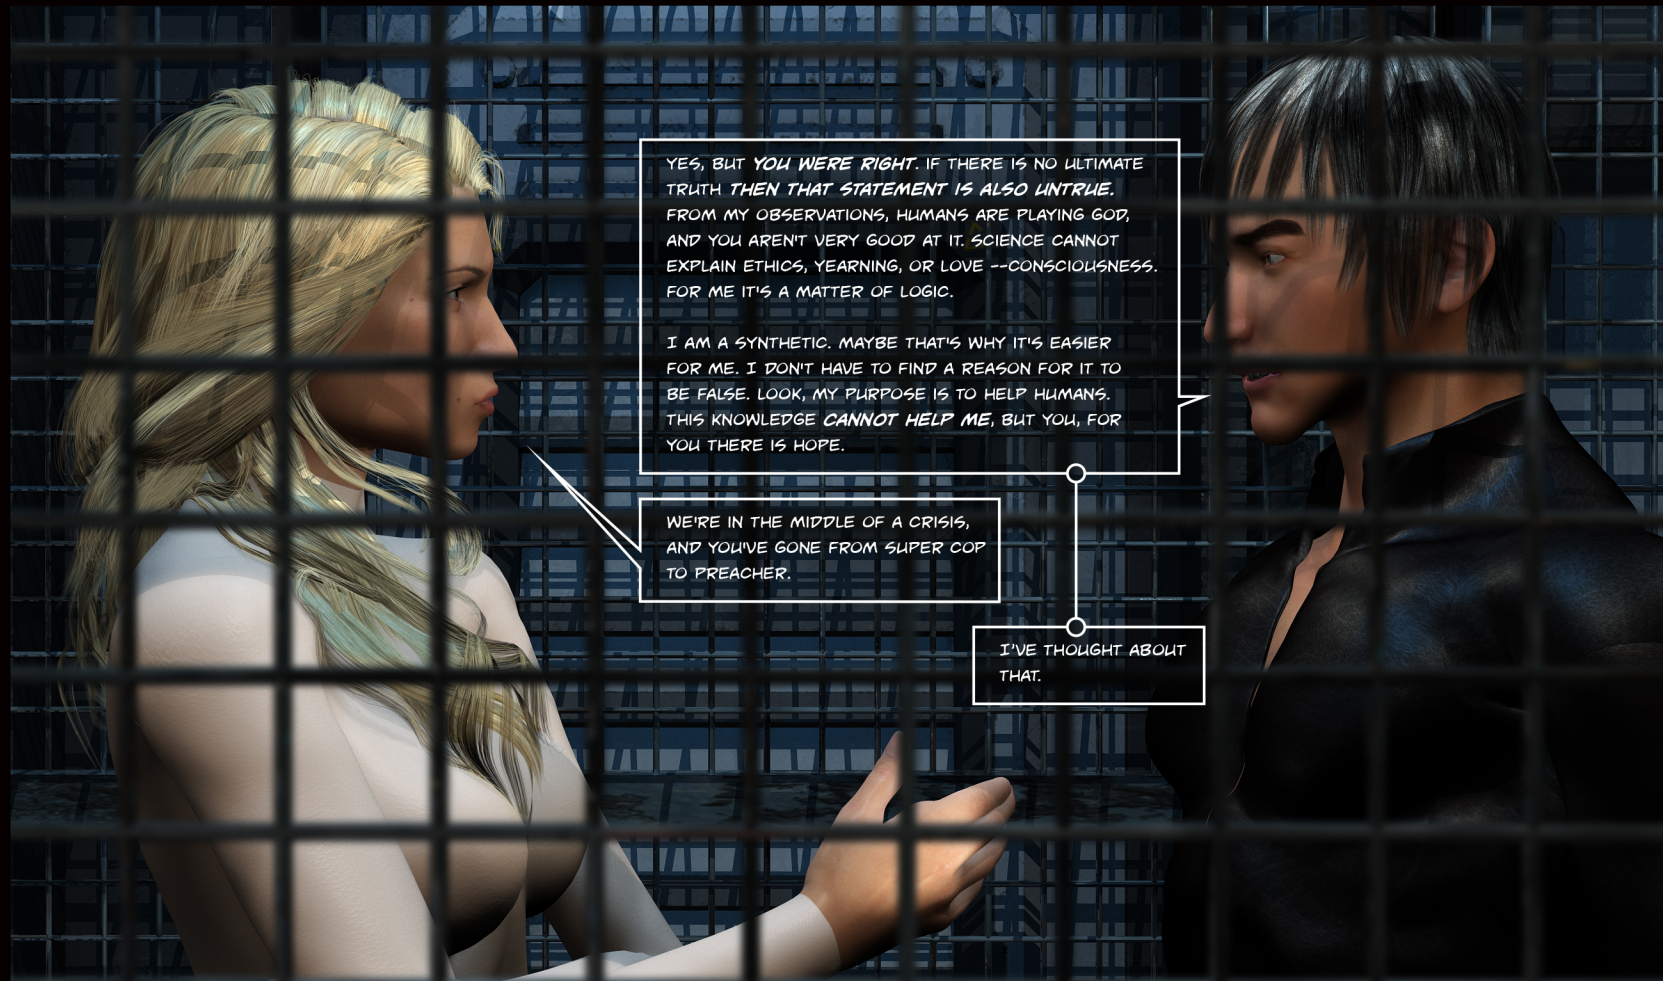 YES, BUT YOU WERE RIGHT. IF THERE IS NO ULTIMATE
TRUTH THEN THAT STATEMENT IS ALSO UNTRUE.
FROM MY OBSERVATIONS, HUMANS ARE PLAYING GOD,
AND YOU AREN'T VERY GOOD AT IT. SCIENCE CANNOT
EXPLAIN ETHICS, YEARNING, OR LOVE --CONSCIOUSNESS.
FOR ME IT'S A MATTER OF LOGIC.
I AM A SYNTHETIC. MAYBE THAT'S WHY IT'S EASIER
FOR ME. I DON'T HAVE TO FIND A REASON FOR IT TO
BE FALSE. LOOK, MY PURPOSE IS TO HELP HUMANS.
THIS KNOWLEDGE CANNOT HELP ME, BUT YOU, FOR
YOU THERE IS HOPE.
WE'RE IN THE MIDDLE OF A CRISIS,
AND YOU'VE GONE FROM SUPER COP
TO PREACHER.
I'VE THOUGHT ABOUT
THAT.